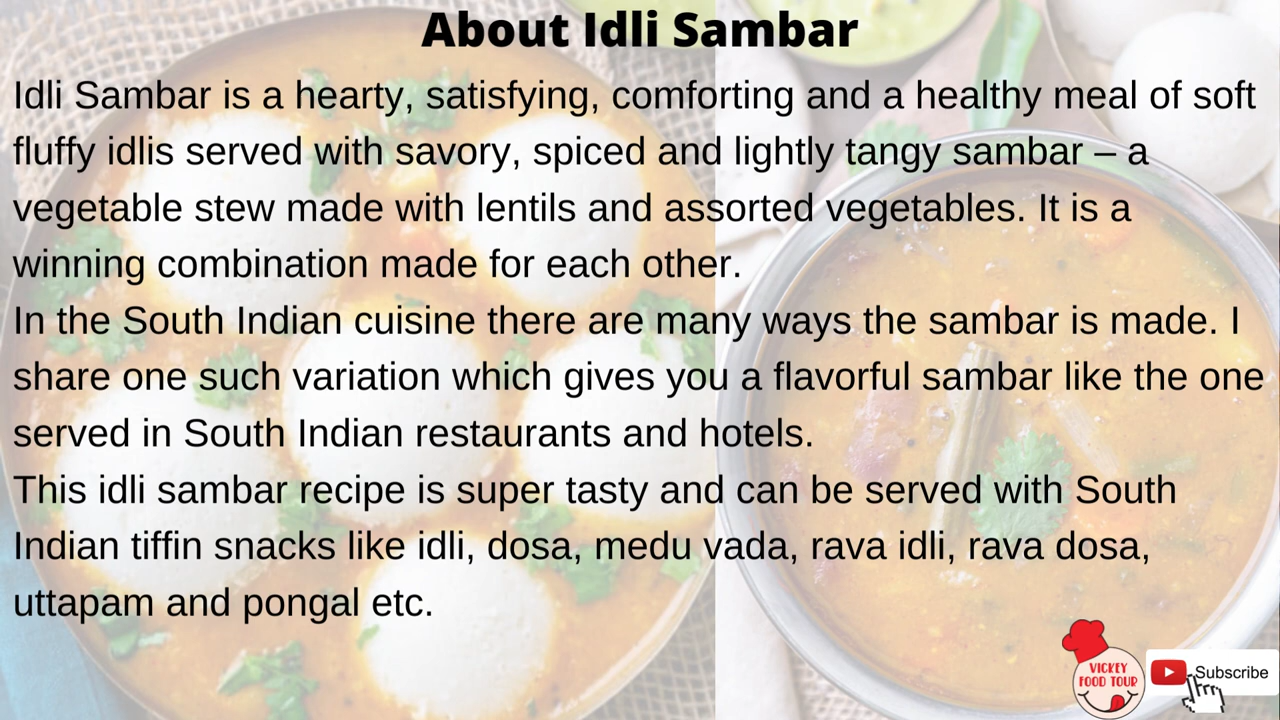 About Idli Sambar
Idli Sambar is a hearty, satisfying, comforting and a healthy meal of soft
fluffy idlis served with savory, spiced and lightly tangy sambar – a
vegetable stew made with lentils and assorted vegetables. It is a
winning combination made for each other.
In the South Indian cuisine there are many ways the sambar is made. I
share one such variation which gives you a flavorful sambar like the one
served in South Indian restaurants and hotels.
This idli sambar recipe is super tasty and can be served with South
Indian tiffin snacks like idli, dosa, medu vada, rava idli, rava dosa,
uttapam and pongal etc.
VICKEY
FOOD TOUR
Subscribe